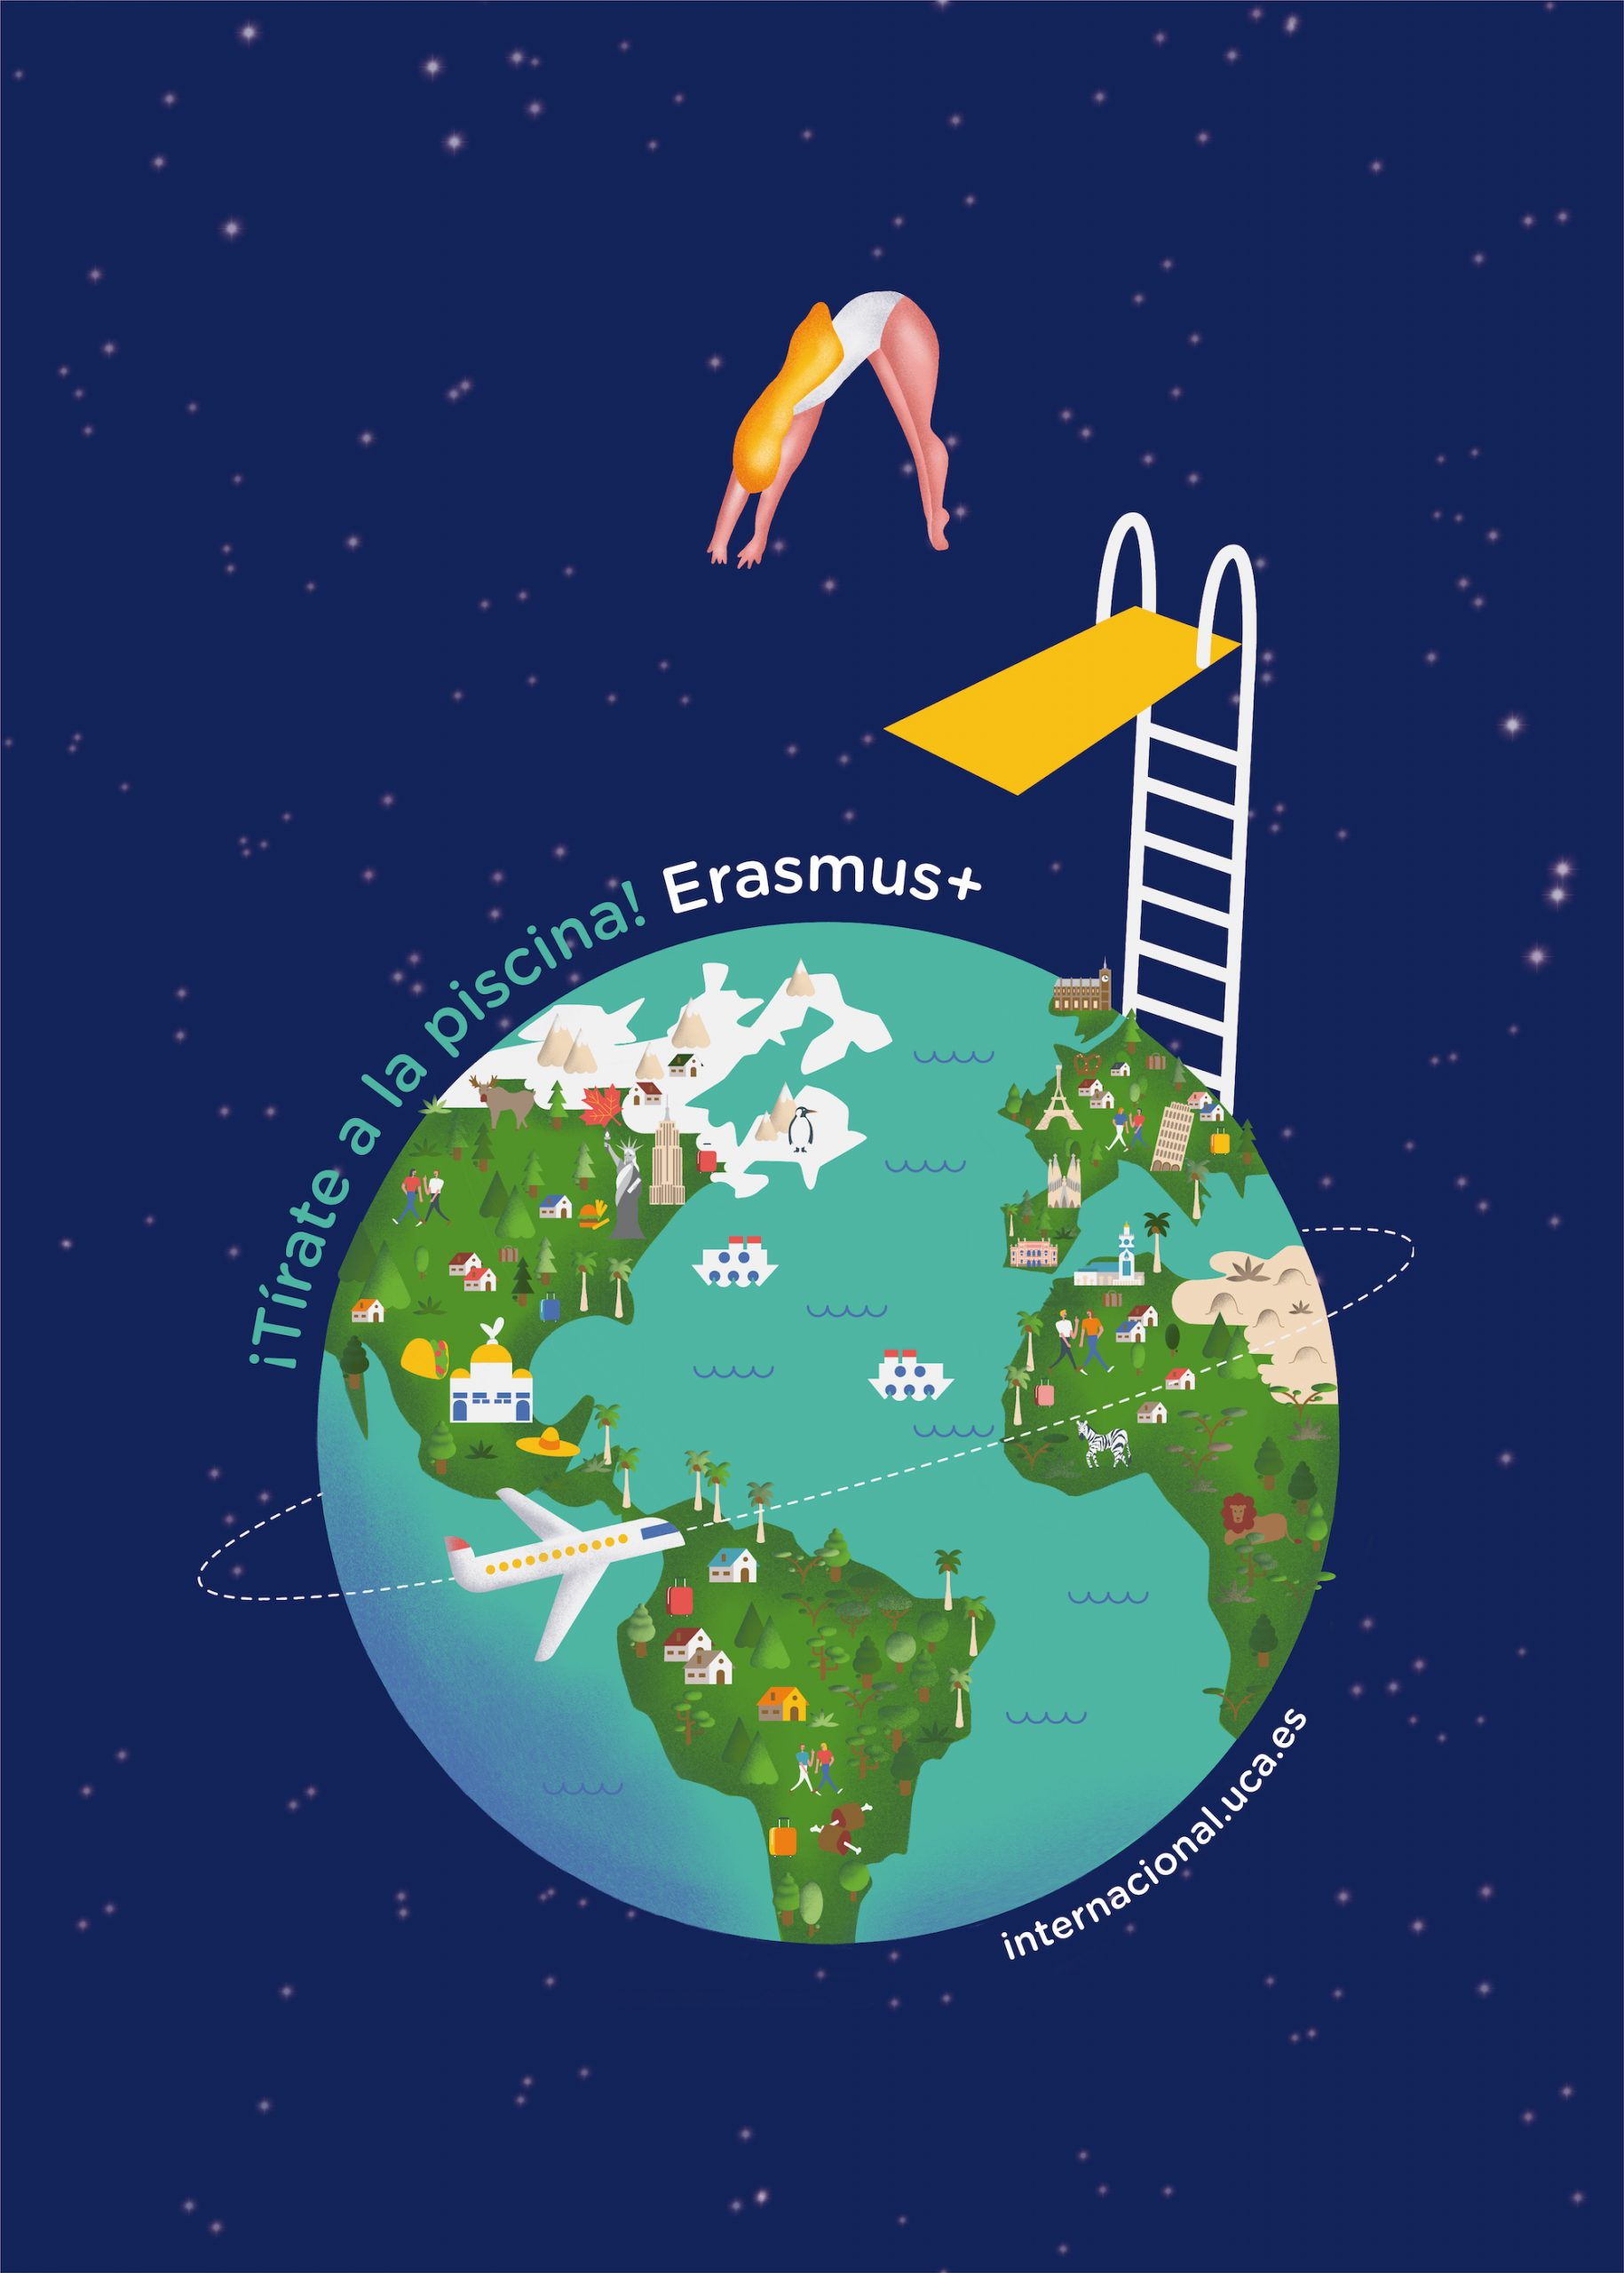 ¡Tírate a la piscina! Erasmus+
internacional.uca.es